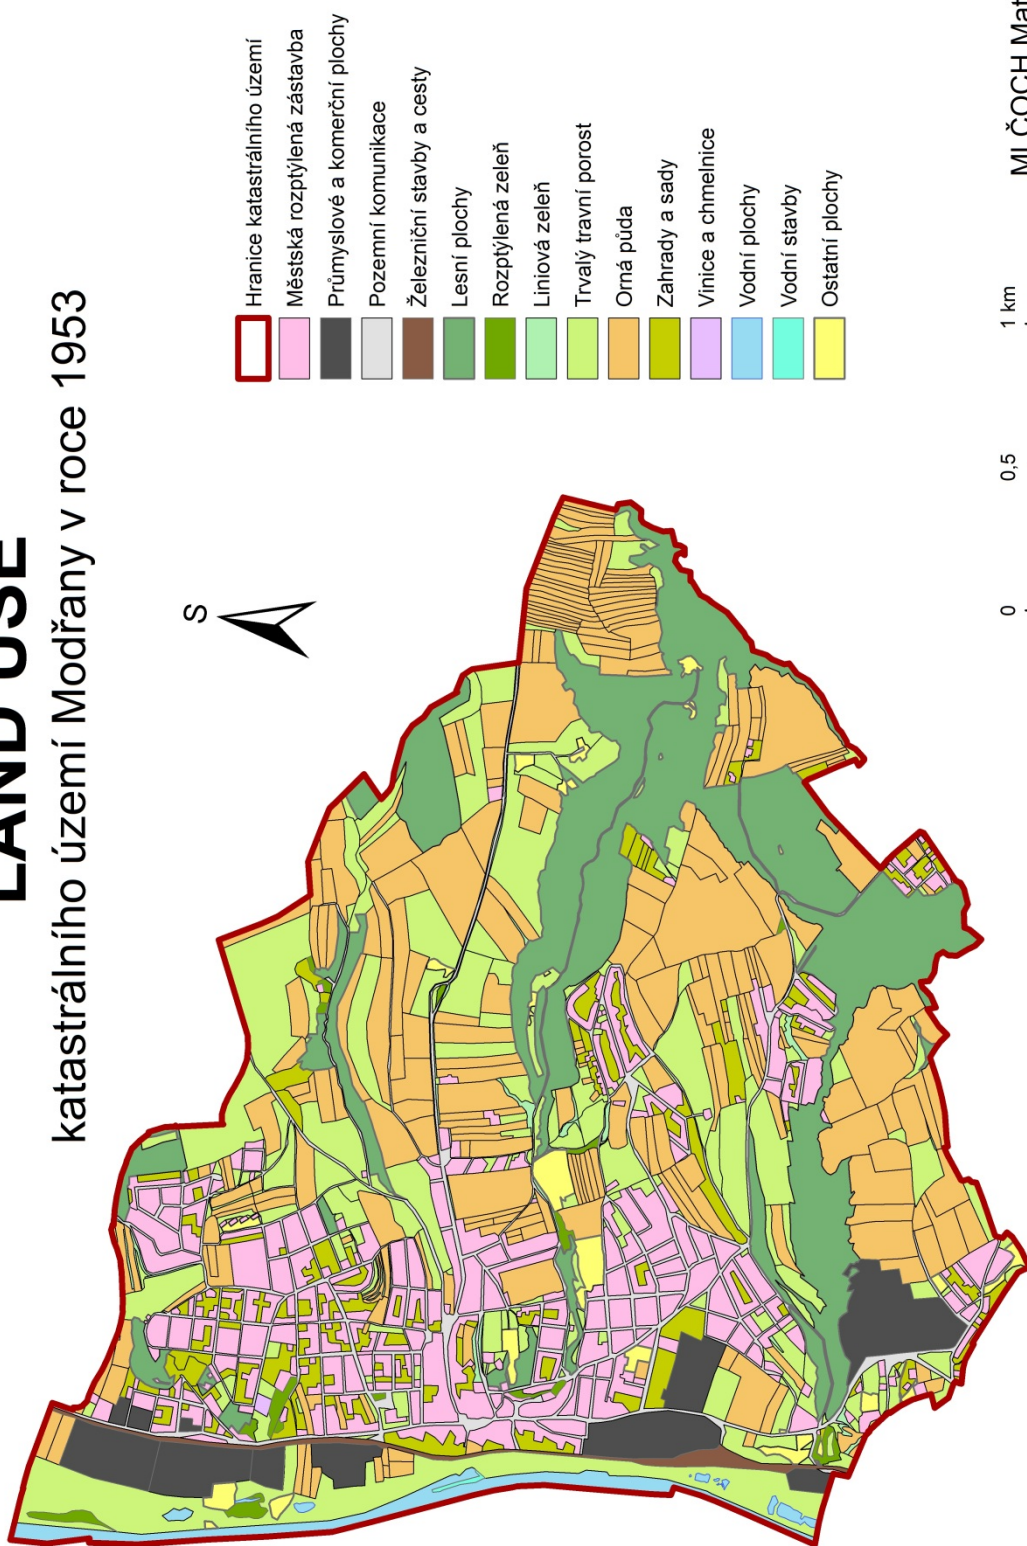 LAND USE
katastrálního území Modřany v roce 1953
S
Hranice katastrálního území
Městská rozptýlená zástavba
Průmyslové a komerční plochy
Pozemní komunikace
Železniční stavby a cesty
Lesní plochy
Rozptýlená zeleň
Liniová zeleň
Trvalý travní porost
Orná půda
Zahrady a sady
Vinice a chmelnice
Vodní plochy
Vodní stavby
Ostatní plochy
0 0,5 1 km
MLČOCH Mat